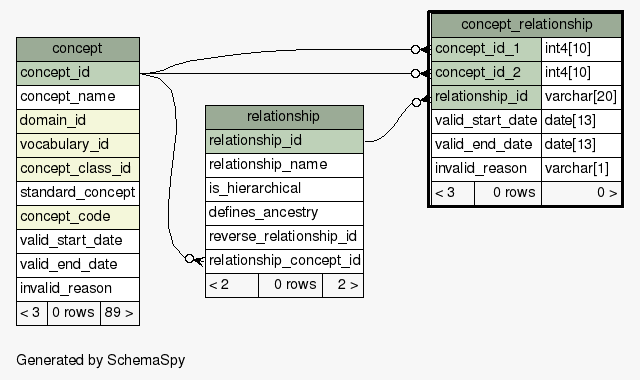 concept
concept_id
concept_name
domain_id
vocabulary_id
concept_class_id
standard_concept
concept_code
valid_start_date
valid_end_date
invalid_reason
< 3 0 rows 89 >
relationship
relationship_id
relationship_name
is_hierarchical
defines_ancestry
reverse_relationship_id
relationship_concept_id
< 2 0 rows 2 >
concept_relationship
concept_id_1 int4[10]
concept_id_2 int4[10]
relationship_id varchar[20]
valid_start_date date[13]
valid_end_date date[13]
invalid_reason varchar[1]
< 3 0 rows 0 >
Generated by SchemaSpy